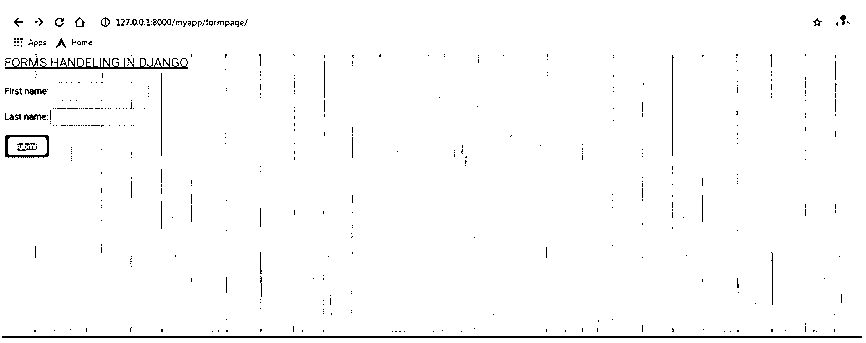 127.0.0.1:8000/myapp/formpage/
Apps Home
FORMS HANDELING IN DJANGO
First name:
Last name: